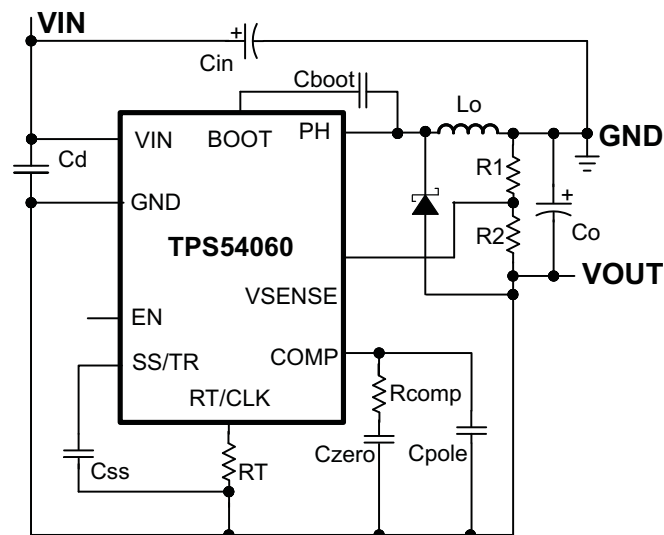 VIN
Cin
+
Cboot
Lo
VIN
BOOT
PH
GND
Cd
R1
GND
+
TPS54060
R2
Co
VSENSE
VOUT
EN
SS/TR
COMP
RT/CLK
Rcomp
Css
RT
Czero
Cpole